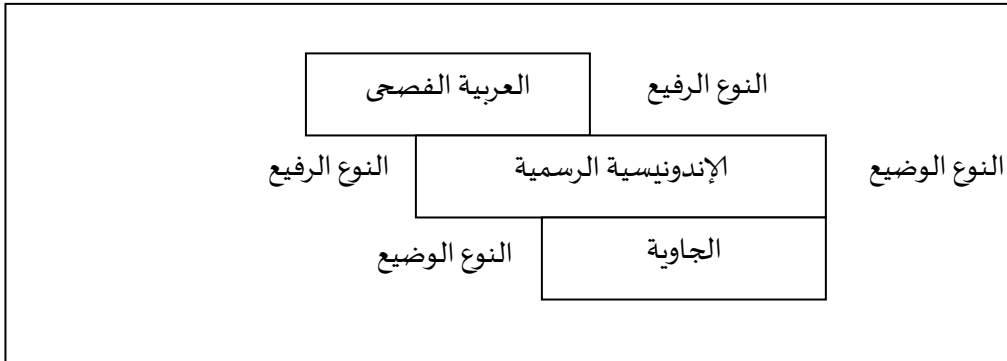 النوع الرفيع العربية الفصحى
النوع الوضيع الإندونيسية الرسمية النوع الرفيع
الجاوية النوع الوضيع